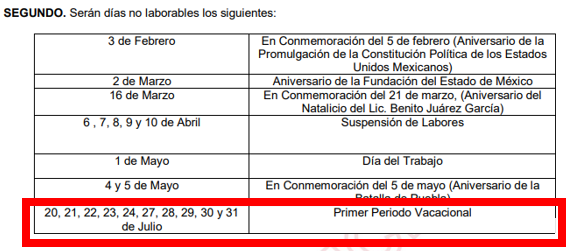 SEGUNDO. Serán días no laborables los siguientes:
3 de Febrero
En Conmemoración del 5 de febrero (Aniversario de la
Promulgación de la Constitución Política de los Estados
Unidos Mexicanos)
2 de Marzo
Aniversario de la Fundación del Estado de México
16 de Marzo
En Conmemoración del 21 de marzo, (Aniversario del
Natalicio del Lic. Benito Juárez García)
6 , 7, 8, 9 y 10 de Abril
Suspensión de Labores
1 de Mayo
Día del Trabajo
4 y 5 de Mayo
En Conmemoración del 5 de mayo (Aniversario de la
Batalla de Puebla)
20, 21, 22, 23, 24, 27, 28, 29, 30 y 31
de Julio
Primer Periodo Vacacional